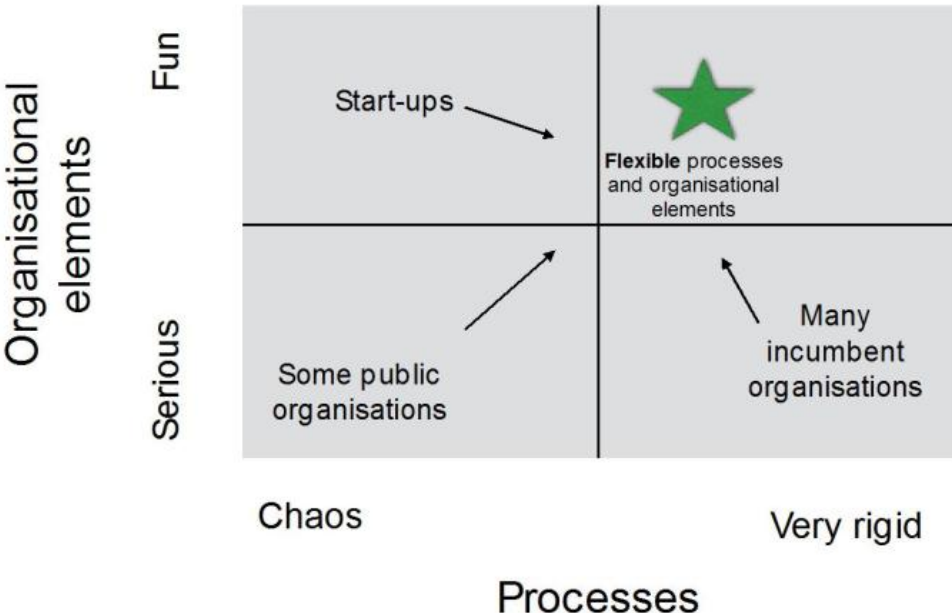 Organisational
elements
Fun
Serious
Start-ups
Flexible processes
and organisational
elements
Some public
organisations
Many
incumbent
organisations
Chaos
Very rigid
Processes